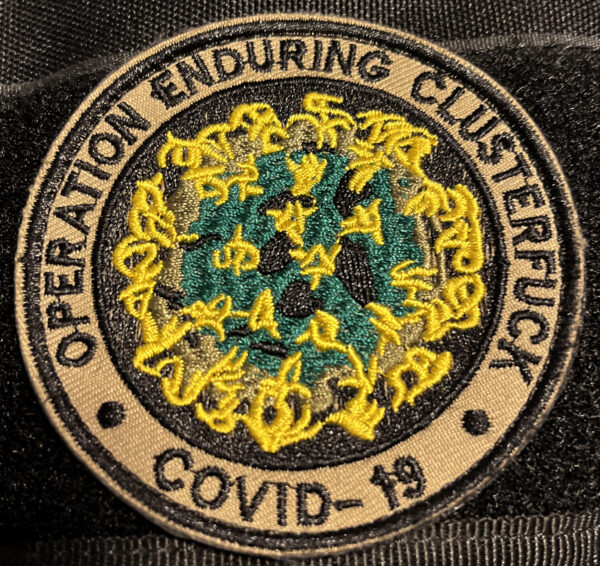 OPERATION ENDURING CLUSTERFUCK
COVID-19